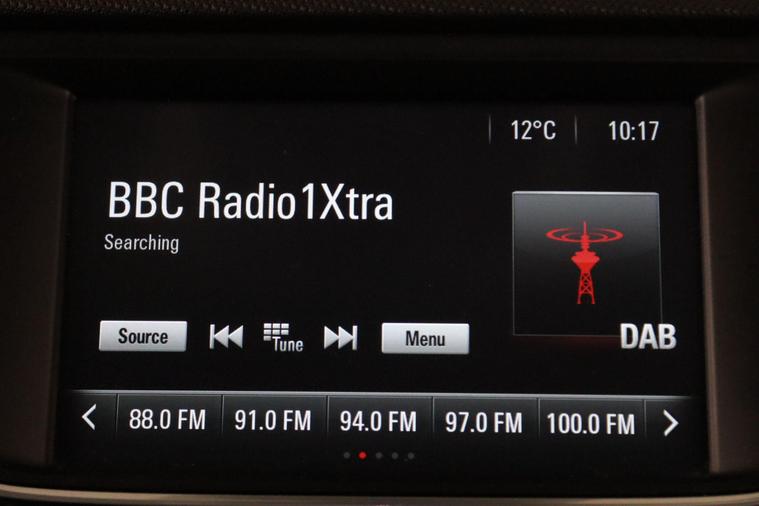 12°C 10:17
BBC Radio1Xtra
Searching
DAB
Source Tune Menu
88.0 FM 91.0 FM 94.0 FM 97.0 FM 100.0 FM